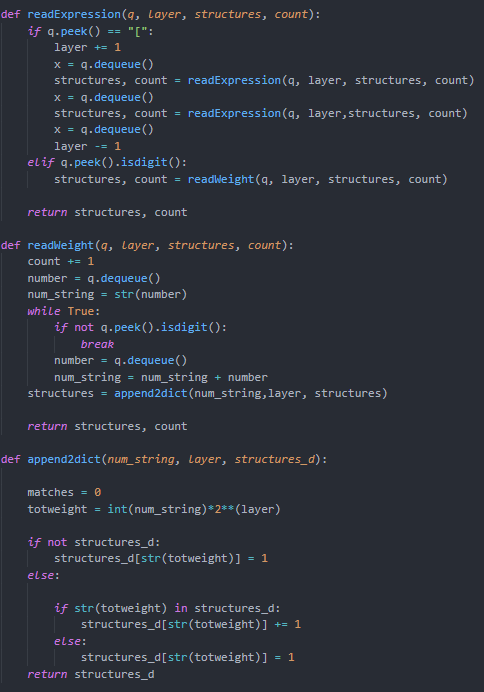 def readExpression(q, layer, structures, count):
    if q.peek() == "[":
        layer += 1
        x = q.dequeue()
        structures, count = readExpression(q, layer, structures, count)
        x = q.dequeue()
        structures, count = readExpression(q, layer,structures, count)
        x = q.dequeue()
        layer -= 1
    elif q.peek().isdigit():
        structures, count = readWeight(q, layer, structures, count)
    return structures, count
def readWeight(q, layer, structures, count):
    count += 1
    number = q.dequeue()
    num_string = str(number)
    while True:
        if not q.peek().isdigit():
            break
        number = q.dequeue()
        num_string = num_string + number
    structures = append2dict(num_string,layer, structures)
    return structures, count
def append2dict(num_string, layer, structures_d):
    matches = 0
    totweight = int(num_string)*2**(layer)
    if not structures_d:
        structures_d[str(totweight)] = 1
    else:
        if str(totweight) in structures_d:
            structures_d[str(totweight)] += 1
        else:
            structures_d[str(totweight)] = 1
    return structures_d